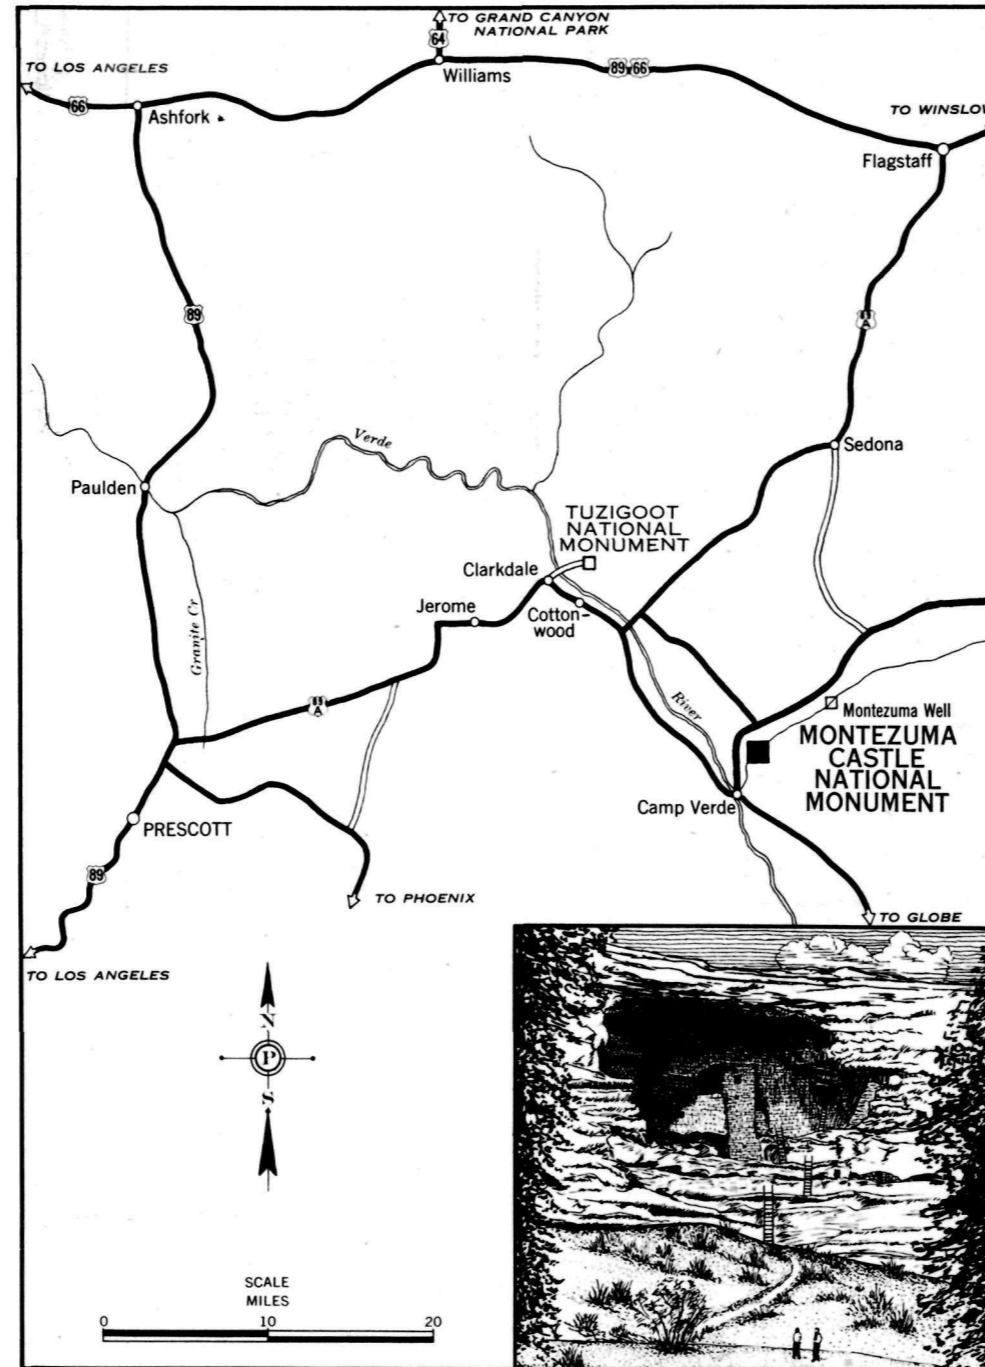 TO GRAND CANYON
NATIONAL PARK
64
TO LOS ANGELES
Williams
89 66
66
Ashfork
TO WINSLOW
Flagstaff
89
89
A
Verde
Sedona
Paulden
TUZIGOOT
NATIONAL
MONUMENT
Clarkdale
Jerome
Cotton-
wood
Granite Cr
River
89
A
Montezuma Well
MONTEZUMA
CASTLE
NATIONAL
MONUMENT
Camp Verde
PRESCOTT
89
TO PHOENIX
TO GLOBE
TO LOS ANGELES
N
P
S
SCALE
MILES
0 10 20